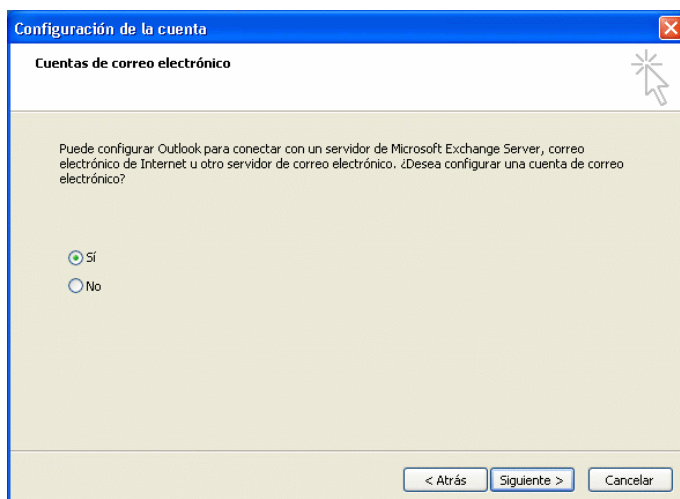 Configuración de la cuenta
Cuentas de correo electrónico
Puede configurar Outlook para conectar con un servidor de Microsoft Exchange Server, correo
electrónico de Internet u otro servidor de correo electrónico. ¿Desea configurar una cuenta de correo
electrónico?
Sí
No
< Atrás
Siguiente >
Cancelar